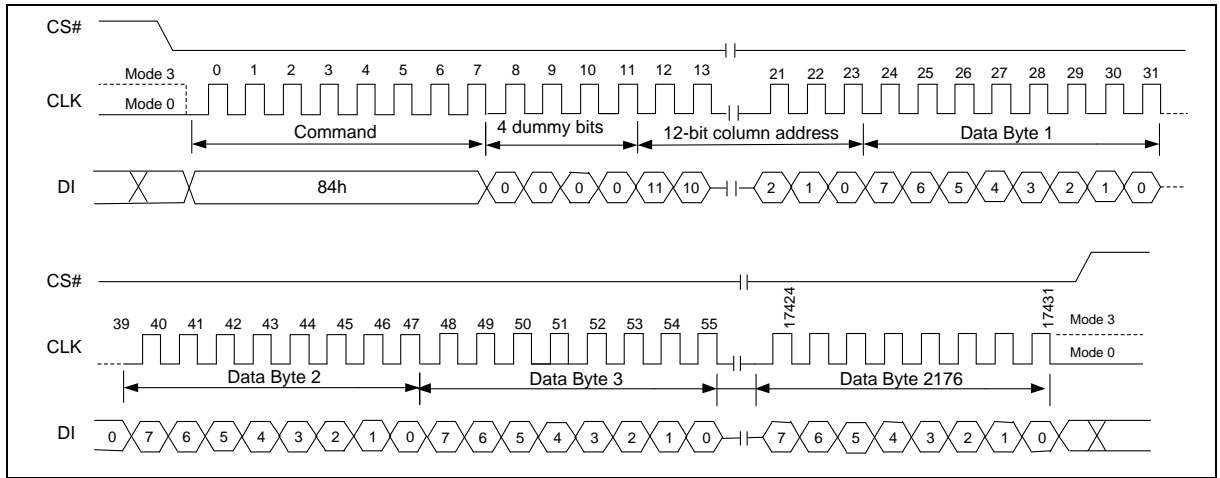 CS#
Mode 3 0 1 2 3 4 5 6 7 8 9 10 11 12 13 21 22 23 24 25 26 27 28 29 30 31
CLK Mode 0
Command 4 dummy bits 12-bit column address Data Byte 1
DI 84h 0 0 0 0 11 10 2 1 0 7 6 5 4 3 2 1 0
CS#
39 40 41 42 43 44 45 46 47 48 49 50 51 52 53 54 55 17424 17431 Mode 3
CLK Mode 0
Data Byte 2 Data Byte 3 Data Byte 2176
DI 0 7 6 5 4 3 2 1 0 7 6 5 4 3 2 1 0 7 6 5 4 3 2 1 0